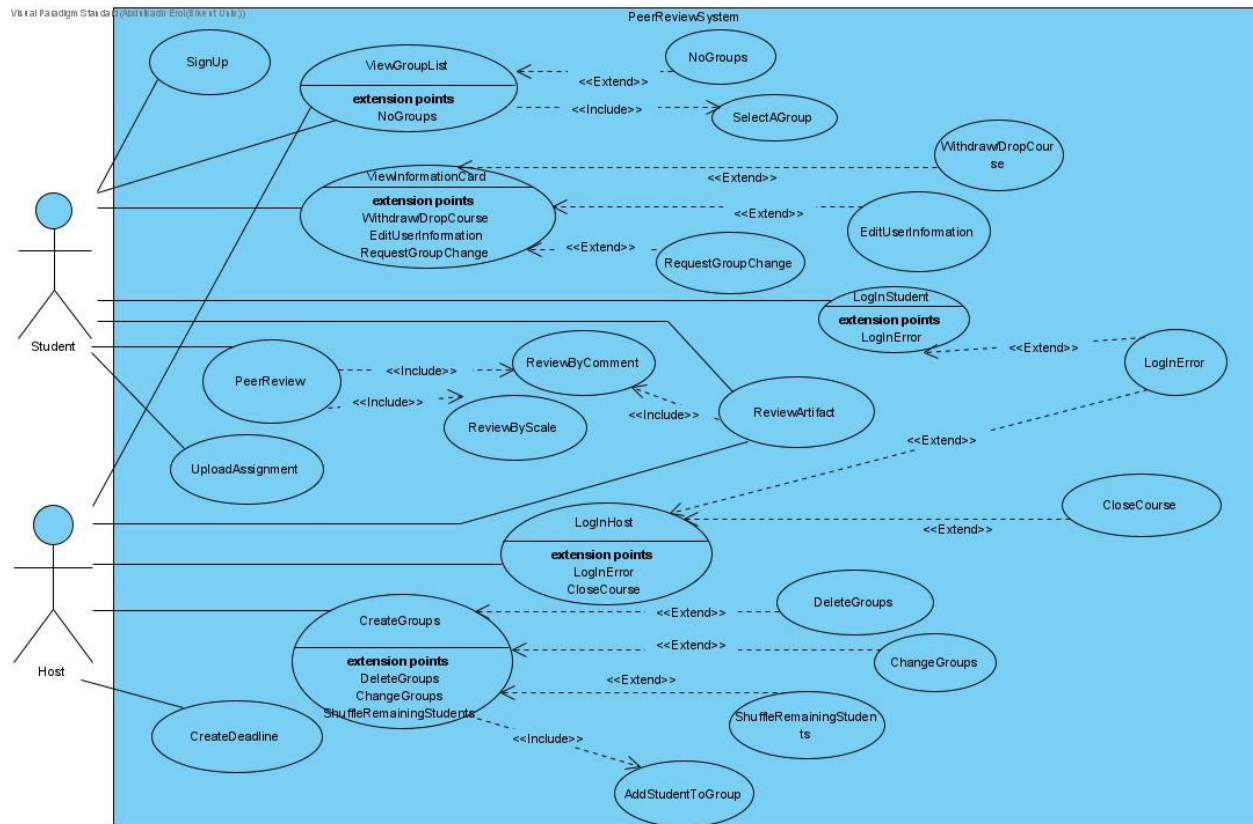 Visual Paradigm Standard(Abdulkadir Erol(Bilkent Univ.))
PeerReviewSystem
SignUp
ViewGroupList
extension points
NoGroups
<<Extend>>
NoGroups
<<Include>>
SelectAGroup
ViewInformationCard
extension points
WithdrawDropCourse
EditUserInformation
RequestGroupChange
<<Extend>>
WithdrawDropCou
rse
<<Extend>>
EditUserInformation
<<Extend>>
RequestGroupChange
Student
LogInStudent
extension points
LogInError
<<Extend>>
LogInError
PeerReview
<<Include>>
ReviewByComment
<<Include>>
ReviewByScale
<<Include>>
ReviewArtifact
<<Extend>>
UploadAssignment
Host
LogInHost
extension points
LogInError
CloseCourse
<<Extend>>
CloseCourse
CreateGroups
extension points
DeleteGroups
ChangeGroups
ShuffleRemainingStudents
<<Extend>>
DeleteGroups
<<Extend>>
ChangeGroups
<<Extend>>
ShuffleRemainingStuden
ts
<<Include>>
AddStudentToGroup
CreateDeadline